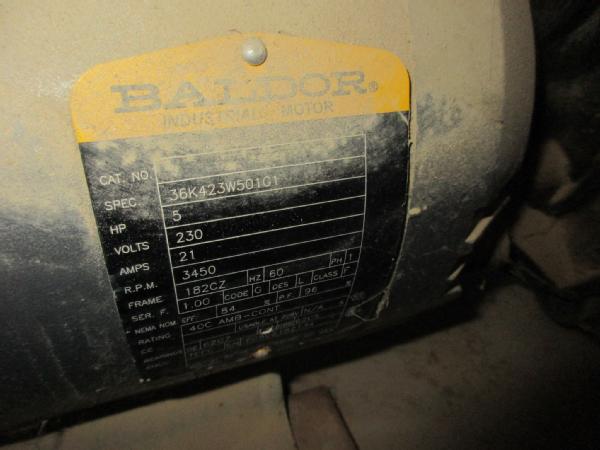 BALDOR®
INDUSTRIAL MOTOR
CAT. NO.
SPEC. 36K423W501G1
HP 5
VOLTS 230
AMPS 21
R.P.M. 3450 HZ 60 PH 1
FRAME 182CZ
SER. F. 1.00 CODE G DES L CLASS F
NEMA NOM. EFF. 84 % P.F. 96 %
RATING 40C AMB-CONT
CC N/A